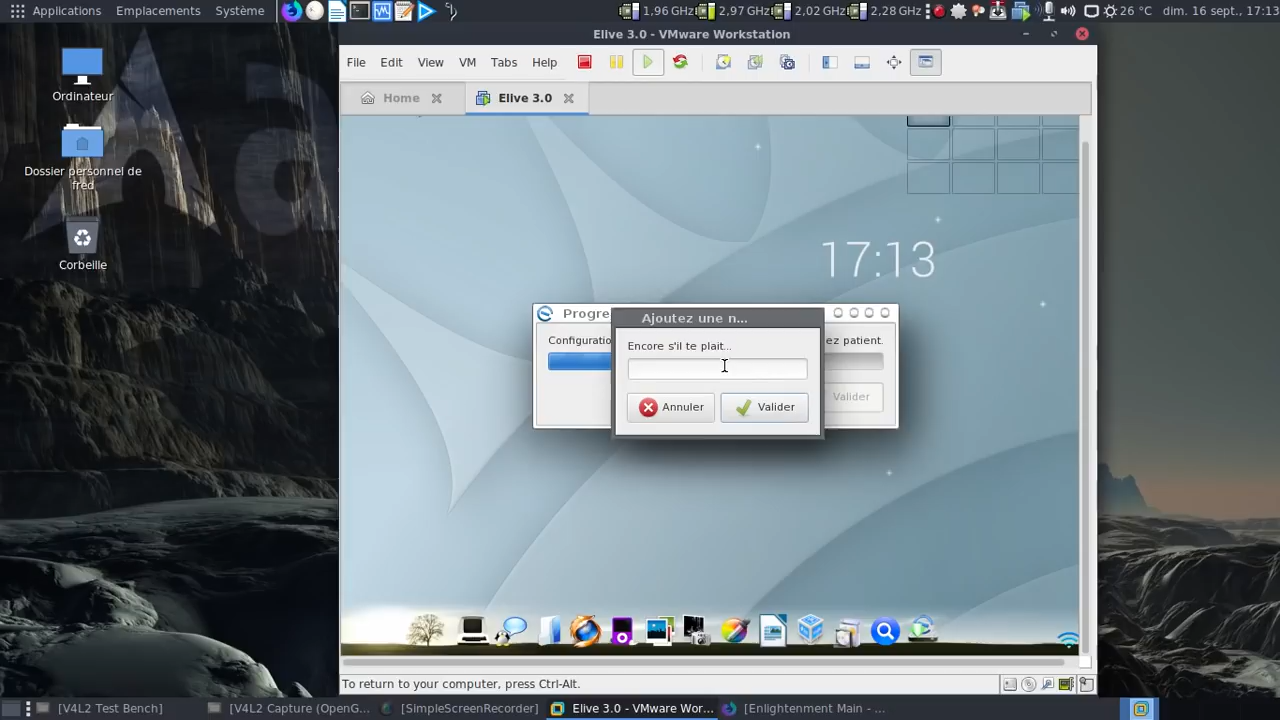 Applications Emplacements Système
1,96 GHz 2,97 GHz 2,02 GHz 2,28 GHz 26 °C dim. 16 sept., 17:13
Elive 3.0 - VMware Workstation
File Edit View VM Tabs Help
Home Elive 3.0
Ordinateur
Dossier personnel de
fred
Corbeille
17:13
Progre
Ajoutez une n...
Configuratio
ez patient.
Encore s'il te plait...
Annuler Valider
Valider
To return to your computer, press Ctrl-Alt.
[V4L2 Test Bench] [V4L2 Capture (OpenG... [SimpleScreenRecorder] Elive 3.0 - VMware Wor... [Enlightenment Main - ...